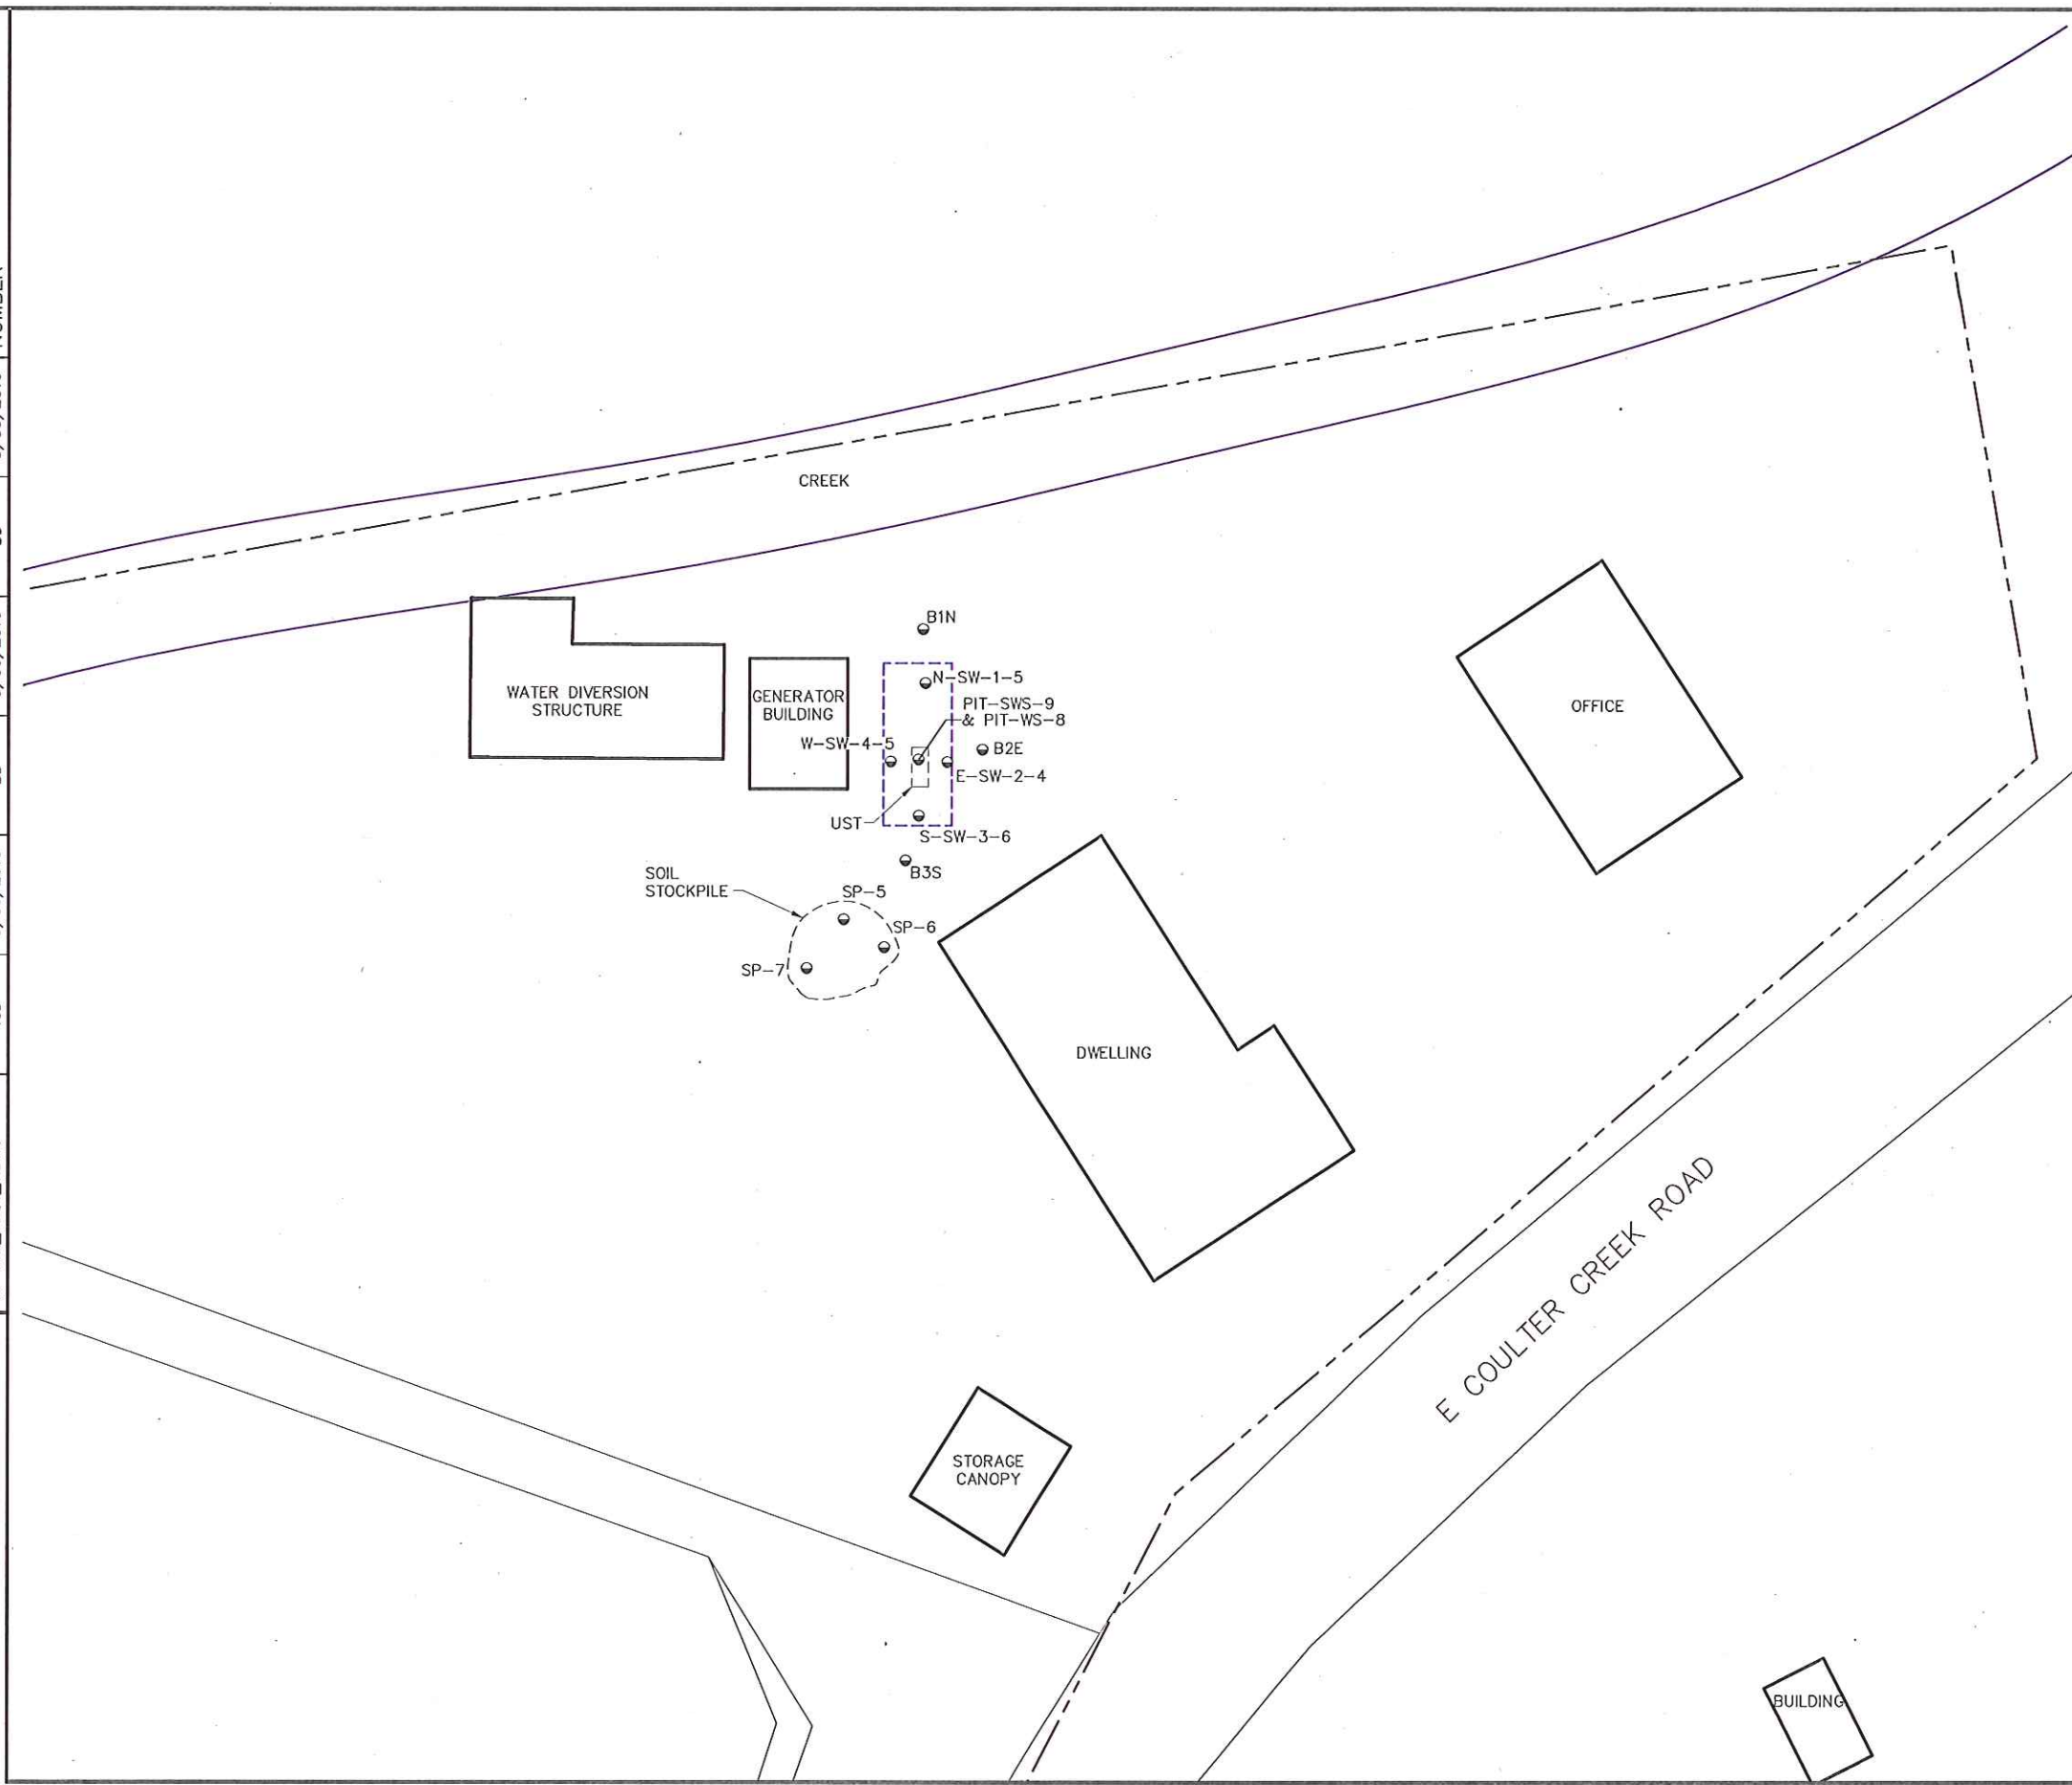 CREEK
B1N
WATER DIVERSION
STRUCTURE
GENERATOR
BUILDING
N-SW-1-5
PIT-SWS-9
& PIT-WS-8
W-SW-4-5
B2E
E-SW-2-4
UST
S-SW-3-6
B3S
OFFICE
SOIL
STOCKPILE
SP-5
SP-6
SP-7
DWELLING
E COULTER CREEK ROAD
STORAGE
CANOPY
BUILDING